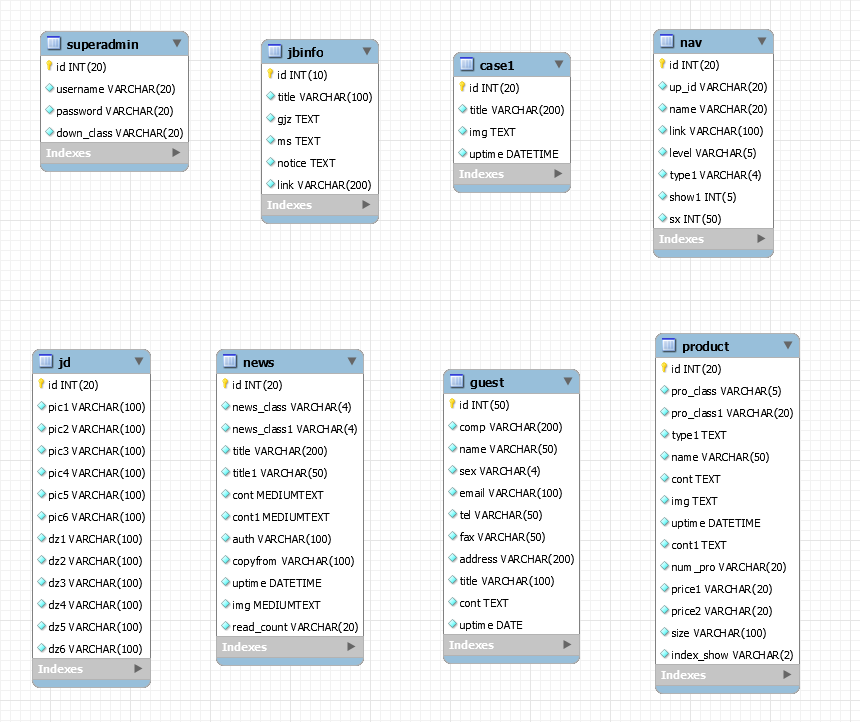 superadmin
id INT(20)
username VARCHAR(20)
password VARCHAR(20)
down_class VARCHAR(20)
Indexes
jbinfo
id INT(10)
title VARCHAR(100)
gjz TEXT
ms TEXT
notice TEXT
link VARCHAR(200)
Indexes
case1
id INT(20)
title VARCHAR(200)
img TEXT
uptime DATETIME
Indexes
nav
id INT(20)
up_id VARCHAR(20)
name VARCHAR(20)
link VARCHAR(100)
level VARCHAR(5)
type1 VARCHAR(4)
show1 INT(5)
sx INT(50)
Indexes
jd
id INT(20)
pic1 VARCHAR(100)
pic2 VARCHAR(100)
pic3 VARCHAR(100)
pic4 VARCHAR(100)
pic5 VARCHAR(100)
pic6 VARCHAR(100)
dz1 VARCHAR(100)
dz2 VARCHAR(100)
dz3 VARCHAR(100)
dz4 VARCHAR(100)
dz5 VARCHAR(100)
dz6 VARCHAR(100)
Indexes
news
id INT(20)
news_class VARCHAR(4)
news_class1 VARCHAR(4)
title VARCHAR(200)
title1 VARCHAR(50)
cont MEDIUMTEXT
cont1 MEDIUMTEXT
auth VARCHAR(100)
copyfrom VARCHAR(100)
uptime DATETIME
img MEDIUMTEXT
read_count VARCHAR(20)
Indexes
guest
id INT(50)
comp VARCHAR(200)
name VARCHAR(50)
sex VARCHAR(4)
email VARCHAR(100)
tel VARCHAR(50)
fax VARCHAR(50)
address VARCHAR(200)
title VARCHAR(100)
cont TEXT
uptime DATE
Indexes
product
id INT(20)
pro_class VARCHAR(5)
pro_class1 VARCHAR(20)
type1 TEXT
name VARCHAR(50)
cont TEXT
img TEXT
uptime DATETIME
cont1 TEXT
num_pro VARCHAR(20)
price1 VARCHAR(20)
price2 VARCHAR(20)
size VARCHAR(100)
index_show VARCHAR(2)
Indexes